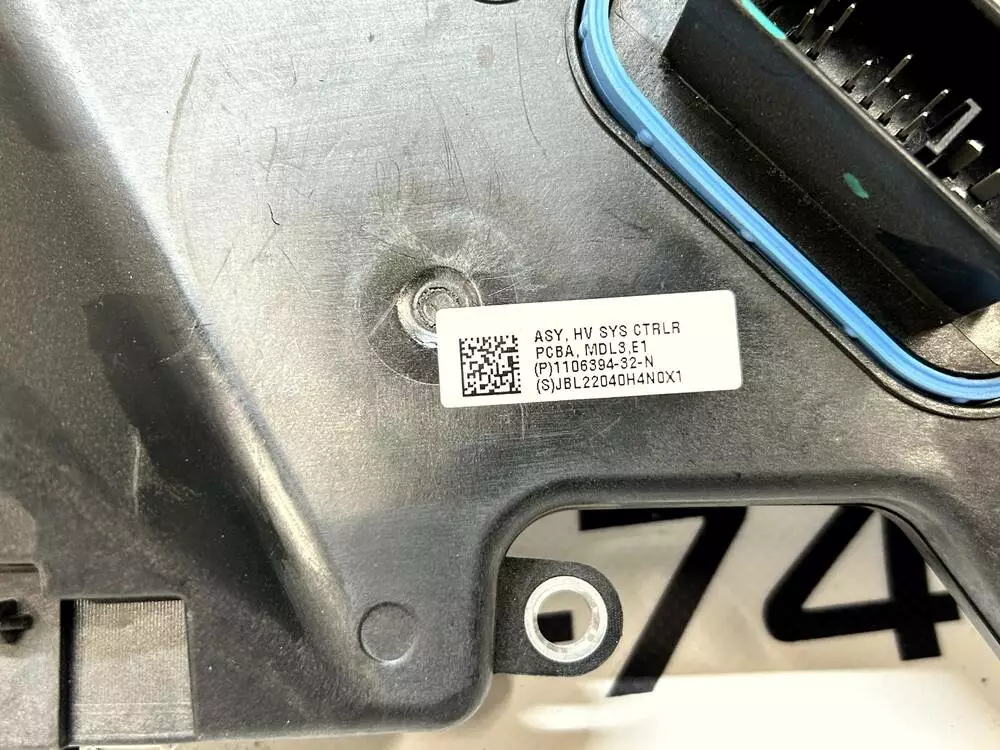 ASY, HV SYS CTRLR
PCBA, MDL3,E1
(P)1106394-32-N
(S)JBL22040H4N0X1
-74